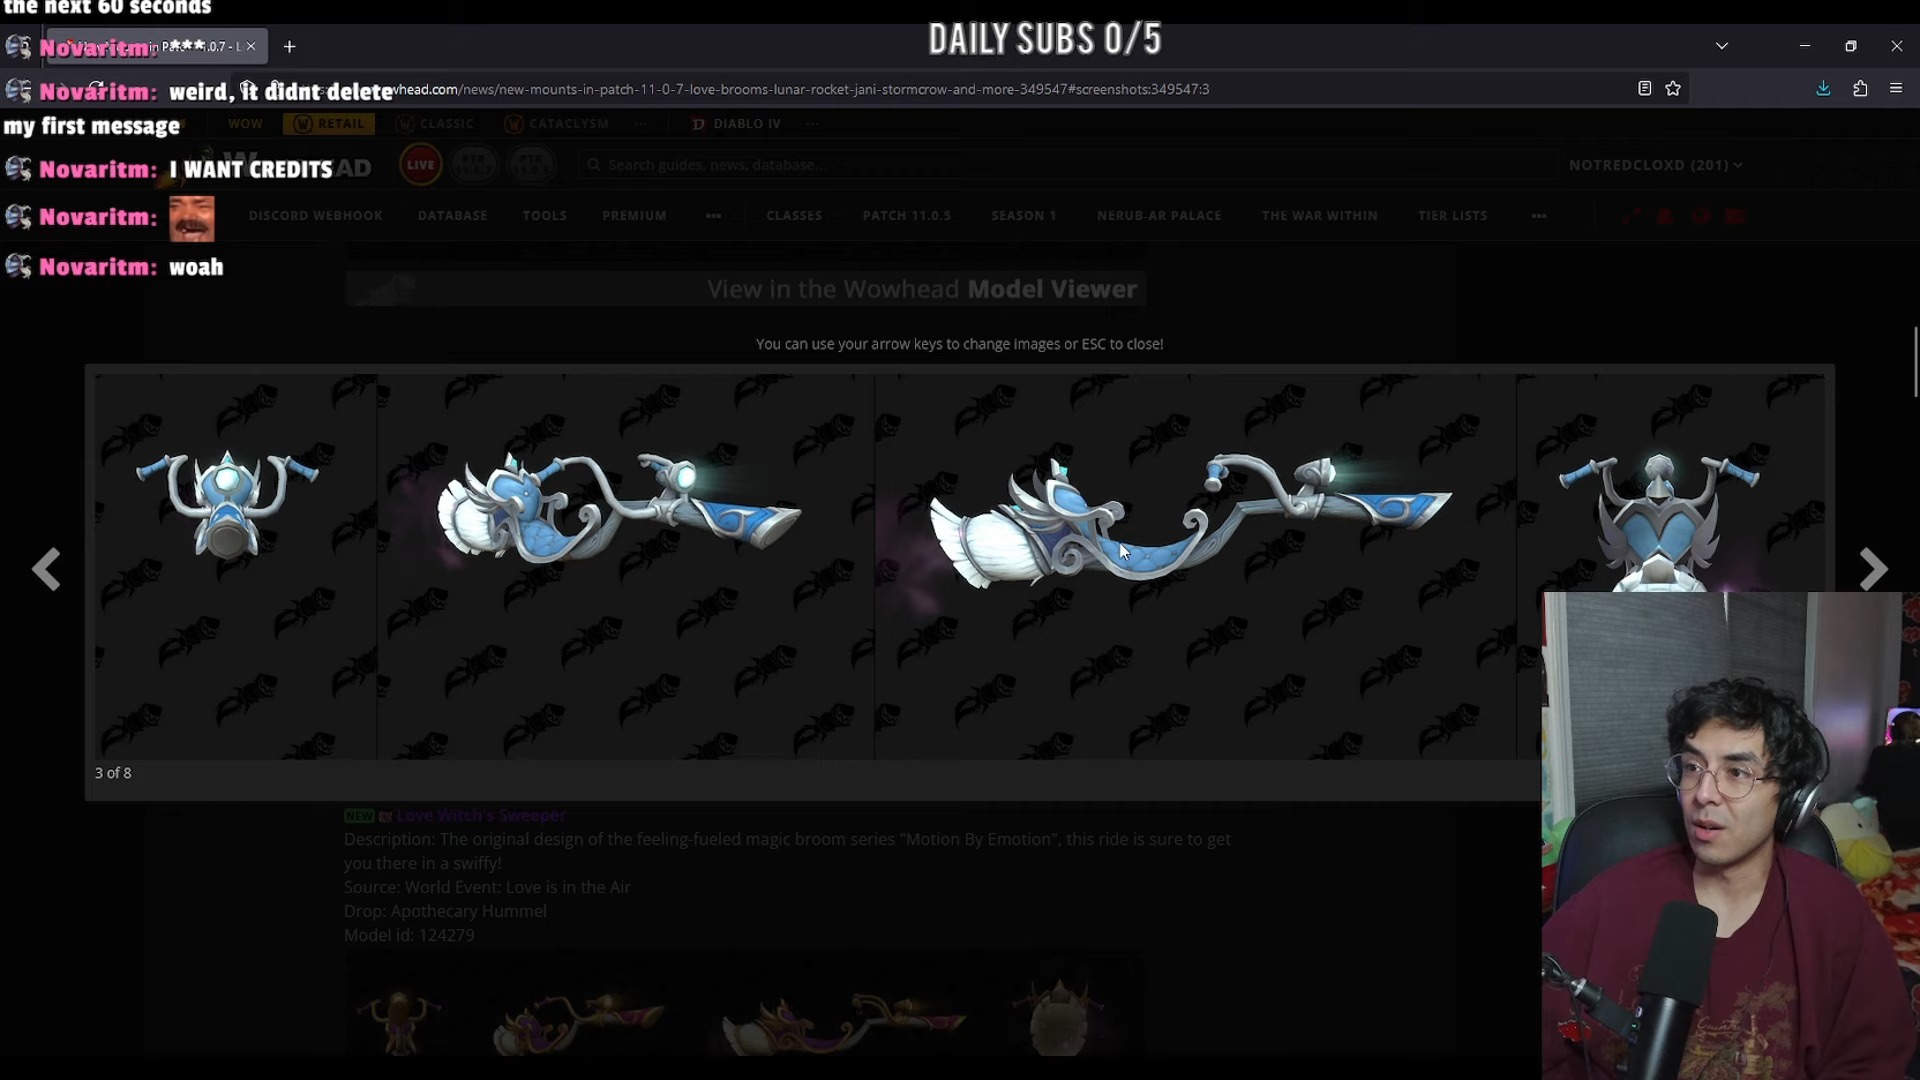 the next 60 seconds
DAILY SUBS 0/5
Novaritm: ***
11.0.7 - L
Novaritm: weird, it didnt delete
my first message
whead.com/news/new-mounts-in-patch-11-0-7-love-brooms-lunar-rocket-jani-stormcrow-and-more-349547#screenshots:349547:3
WOW
RETAIL
CLASSIC
CATACLYSM
DIABLO IV
Novaritm: I WANT CREDITS
LIVE
PTR
PTR
Search guides, news, database...
NOTREDCLOXD (201)
Novaritm:
DISCORD WEBHOOK
DATABASE
TOOLS
PREMIUM
CLASSES
PATCH 11.0.5
SEASON 1
NERUB-AR PALACE
THE WAR WITHIN
TIER LISTS
Novaritm: woah
View in the Wowhead Model Viewer
You can use your arrow keys to change images or ESC to close!
3 of 8
NEW Love Witch's Sweeper
Description: The original design of the feeling-fueled magic broom series "Motion By Emotion", this ride is sure to get
you there in a swiffy!
Source: World Event: Love is in the Air
Drop: Apothecary Hummel
Model id: 124279